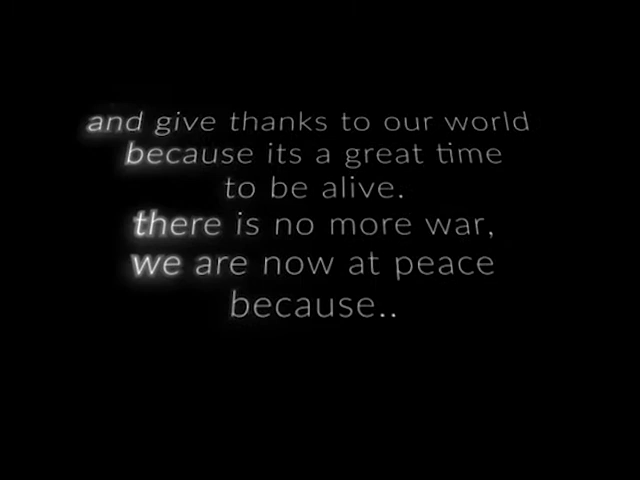 and give thanks to our world
because its a great time
to be alive.
there is no more war,
we are now at peace
because..